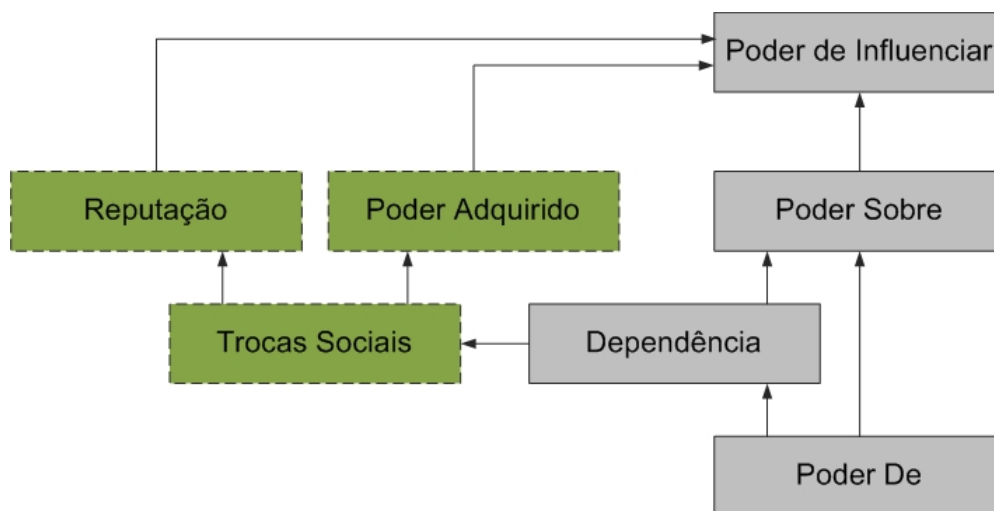 Poder de Influenciar
Reputação
Poder Adquirido
Poder Sobre
Trocas Sociais
Dependência
Poder De